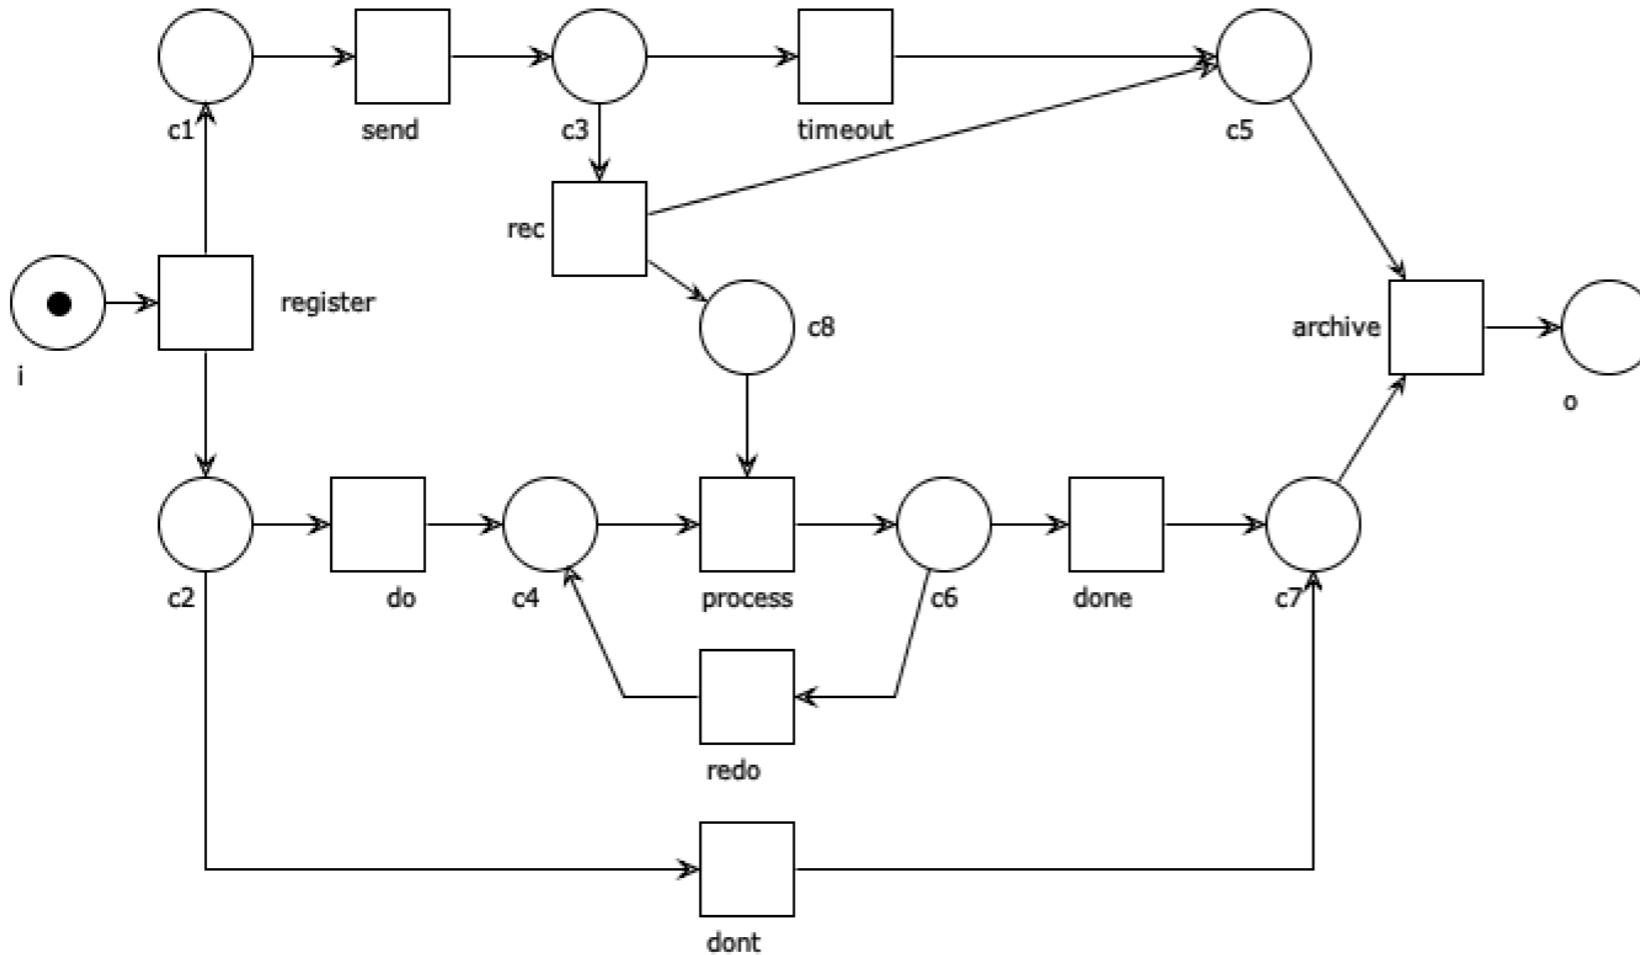 c1
send
c3
timeout
c5
rec
i
register
c8
archive
o
c2
do
c4
process
c6
done
c7
redo
dont